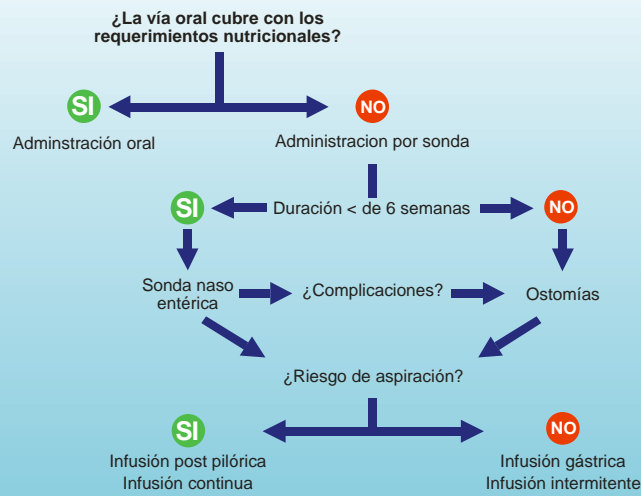 ¿La vía oral cubre con los
requerimientos nutricionales?
SI
NO
Adminstración oral
Administracion por sonda
SI
Duración < de 6 semanas
NO
Sonda naso
entérica
¿Complicaciones?
Ostomías
¿Riesgo de aspiración?
SI
NO
Infusión post pilórica
Infusión continua
Infusión gástrica
Infusión intermitente